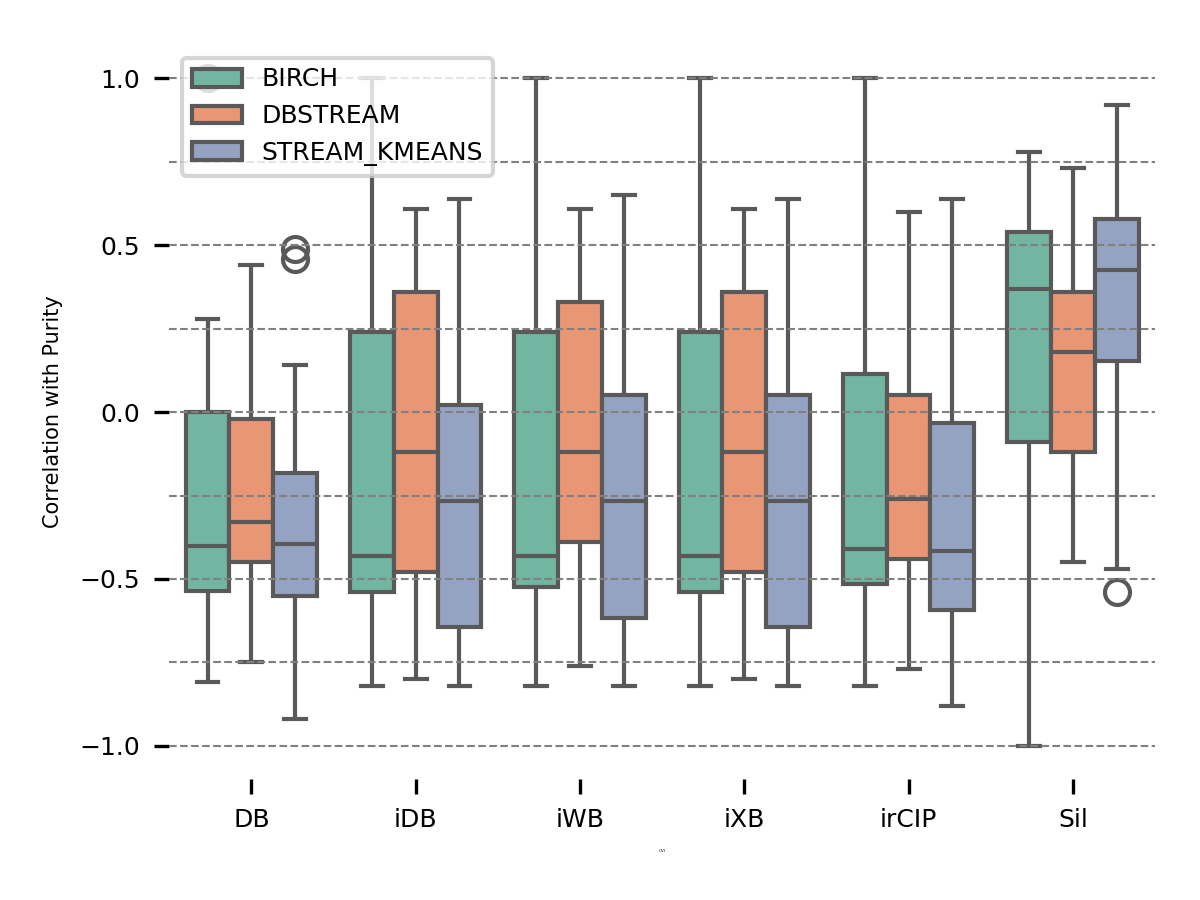 BIRCH
DBSTREAM
STREAM_KMEANS
1.0
0.5
0.0
−0.5
−1.0
Correlation with Purity
DB iDB iWB iXB irCIP Sil